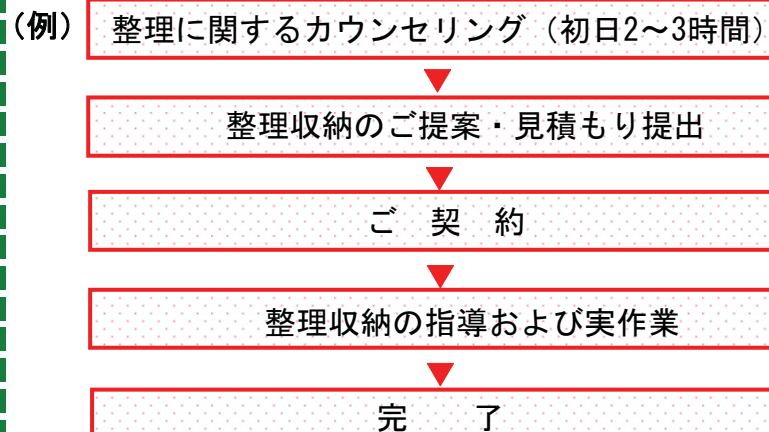 (例) 整理に関するカウンセリング（初日2～3時間）
整理収納のご提案・見積もり提出
ご　契　約
整理収納の指導および実作業
完　　了